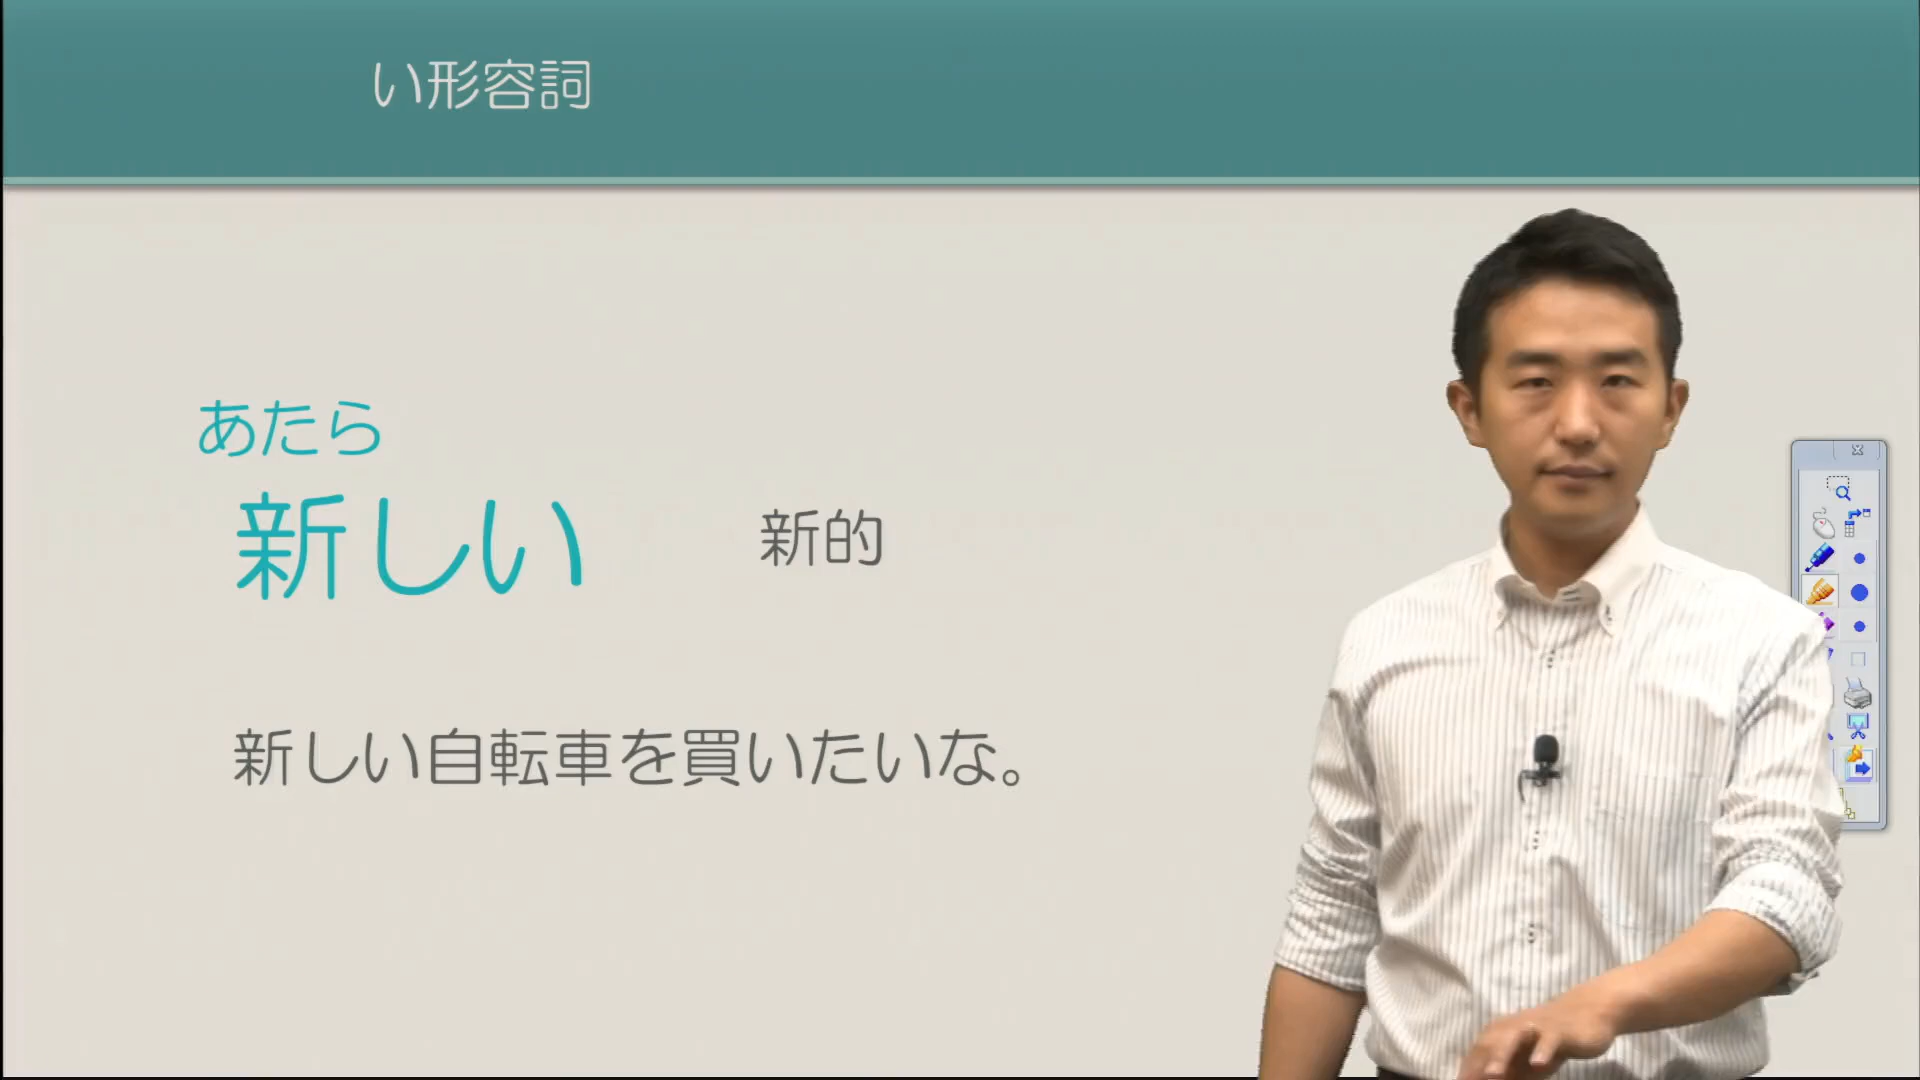 い形容詞
あたら
新しい
新的
新しい自転車を買いたいな。